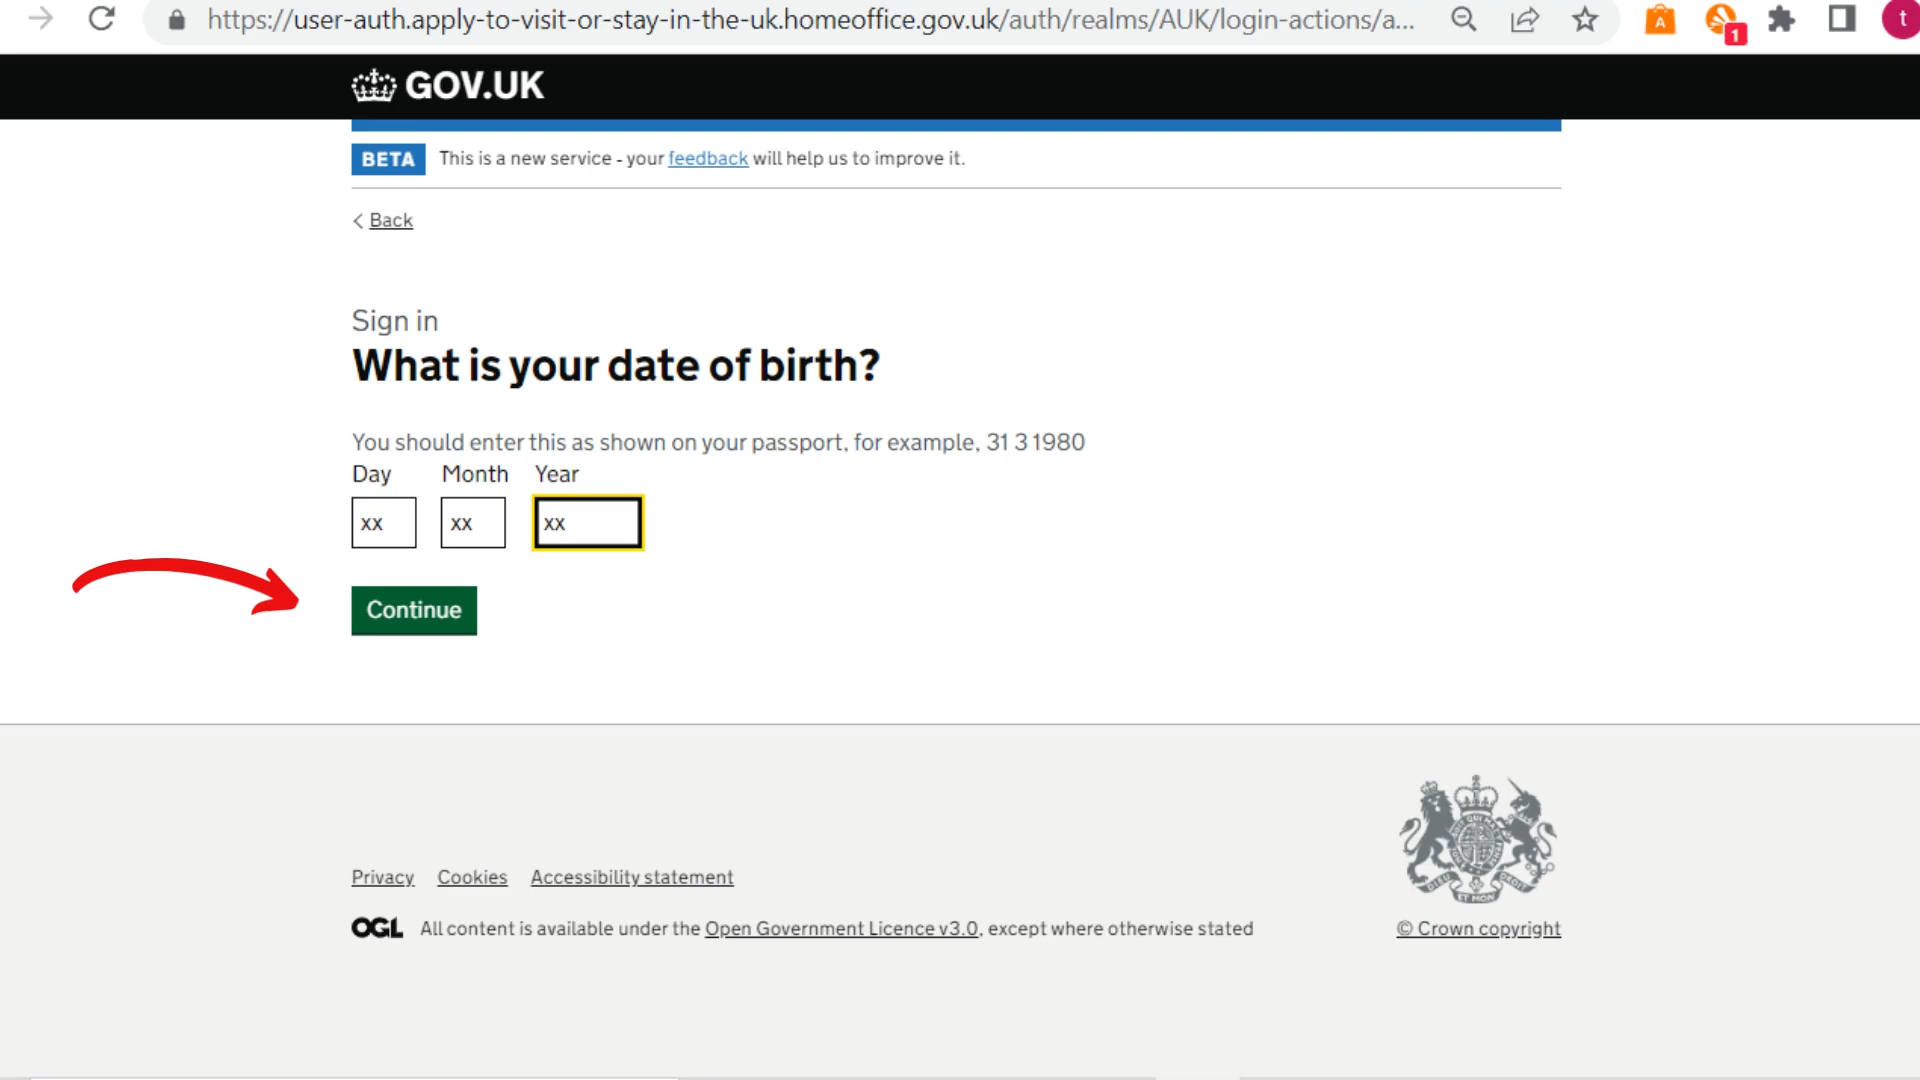 https://user-auth.apply-to-visit-or-stay-in-the-uk.homeoffice.gov.uk/auth/realms/AUK/login-actions/a...
A
1
t
GOV.UK
BETA This is a new service - your feedback will help us to improve it.
Back
Sign in
What is your date of birth?
You should enter this as shown on your passport, for example, 31 3 1980
Day Month Year
xx xx xx
Continue
Privacy Cookies Accessibility statement
OGL All content is available under the Open Government Licence v3.0, except where otherwise stated
© Crown copyright